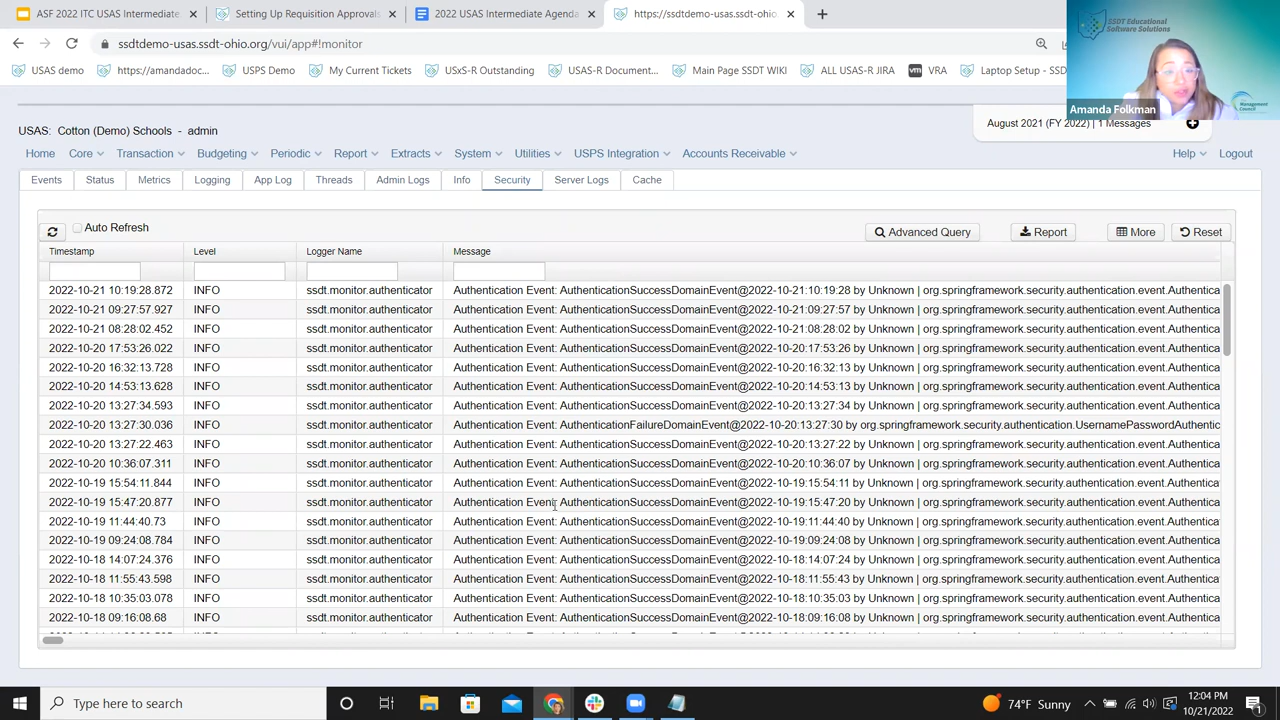 ASF 2022 ITC USAS Intermediate
Setting Up Requisition Approvals
2022 USAS Intermediate Agenda
https://ssdtdemo-usas.ssdt-ohio.
ssdtdemo-usas.ssdt-ohio.org/vui/app#!monitor
USAS demo
https://amandadoc...
USPS Demo
My Current Tickets
USxS-R Outstanding
USAS-R Document...
Main Page SSDT WIKI
ALL USAS-R JIRA
vm VRA
Laptop Setup - SSD
SSDT Educational
Software Solutions
Management
Council
Amanda Folkman
USAS: Cotton (Demo) Schools - admin
August 2021 (FY 2022) | 1 Messages
Home Core Transaction Budgeting Periodic Report Extracts System Utilities USPS Integration Accounts Receivable Help Logout
Events Status Metrics Logging App Log Threads Admin Logs Info Security Server Logs Cache
Auto Refresh Advanced Query Report More Reset
Timestamp Level Logger Name Message
2022-10-21 10:19:28.872 INFO ssdt.monitor.authenticator Authentication Event: AuthenticationSuccessDomainEvent@2022-10-21:10:19:28 by Unknown | org.springframework.security.authentication.event.Authentica
2022-10-21 09:27:57.927 INFO ssdt.monitor.authenticator Authentication Event: AuthenticationSuccessDomainEvent@2022-10-21:09:27:57 by Unknown | org.springframework.security.authentication.event.Authentica
2022-10-21 08:28:02.452 INFO ssdt.monitor.authenticator Authentication Event: AuthenticationSuccessDomainEvent@2022-10-21:08:28:02 by Unknown | org.springframework.security.authentication.event.Authentica
2022-10-20 17:53:26.022 INFO ssdt.monitor.authenticator Authentication Event: AuthenticationSuccessDomainEvent@2022-10-20:17:53:26 by Unknown | org.springframework.security.authentication.event.Authentica
2022-10-20 16:32:13.728 INFO ssdt.monitor.authenticator Authentication Event: AuthenticationSuccessDomainEvent@2022-10-20:16:32:13 by Unknown | org.springframework.security.authentication.event.Authentica
2022-10-20 14:53:13.628 INFO ssdt.monitor.authenticator Authentication Event: AuthenticationSuccessDomainEvent@2022-10-20:14:53:13 by Unknown | org.springframework.security.authentication.event.Authentica
2022-10-20 13:27:34.593 INFO ssdt.monitor.authenticator Authentication Event: AuthenticationSuccessDomainEvent@2022-10-20:13:27:34 by Unknown | org.springframework.security.authentication.event.Authentica
2022-10-20 13:27:30.036 INFO ssdt.monitor.authenticator Authentication Event: AuthenticationFailureDomainEvent@2022-10-20:13:27:30 by org.springframework.security.authentication.UsernamePasswordAuthentic
2022-10-20 13:27:22.463 INFO ssdt.monitor.authenticator Authentication Event: AuthenticationSuccessDomainEvent@2022-10-20:13:27:22 by Unknown | org.springframework.security.authentication.event.Authentica
2022-10-20 10:36:07.311 INFO ssdt.monitor.authenticator Authentication Event: AuthenticationSuccessDomainEvent@2022-10-20:10:36:07 by Unknown | org.springframework.security.authentication.event.Authentica
2022-10-19 15:54:11.844 INFO ssdt.monitor.authenticator Authentication Event: AuthenticationSuccessDomainEvent@2022-10-19:15:54:11 by Unknown | org.springframework.security.authentication.event.Authentica
2022-10-19 15:47:20.877 INFO ssdt.monitor.authenticator Authentication Event: AuthenticationSuccessDomainEvent@2022-10-19:15:47:20 by Unknown | org.springframework.security.authentication.event.Authentica
2022-10-19 11:44:40.73 INFO ssdt.monitor.authenticator Authentication Event: AuthenticationSuccessDomainEvent@2022-10-19:11:44:40 by Unknown | org.springframework.security.authentication.event.Authentica
2022-10-19 09:24:08.784 INFO ssdt.monitor.authenticator Authentication Event: AuthenticationSuccessDomainEvent@2022-10-19:09:24:08 by Unknown | org.springframework.security.authentication.event.Authentica
2022-10-18 14:07:24.376 INFO ssdt.monitor.authenticator Authentication Event: AuthenticationSuccessDomainEvent@2022-10-18:14:07:24 by Unknown | org.springframework.security.authentication.event.Authentica
2022-10-18 11:55:43.598 INFO ssdt.monitor.authenticator Authentication Event: AuthenticationSuccessDomainEvent@2022-10-18:11:55:43 by Unknown | org.springframework.security.authentication.event.Authentica
2022-10-18 10:35:03.078 INFO ssdt.monitor.authenticator Authentication Event: AuthenticationSuccessDomainEvent@2022-10-18:10:35:03 by Unknown | org.springframework.security.authentication.event.Authentica
2022-10-18 09:16:08.68 INFO ssdt.monitor.authenticator Authentication Event: AuthenticationSuccessDomainEvent@2022-10-18:09:16:08 by Unknown | org.springframework.security.authentication.event.Authentica
Type here to search
74°F Sunny
12:04 PM
10/21/2022
1